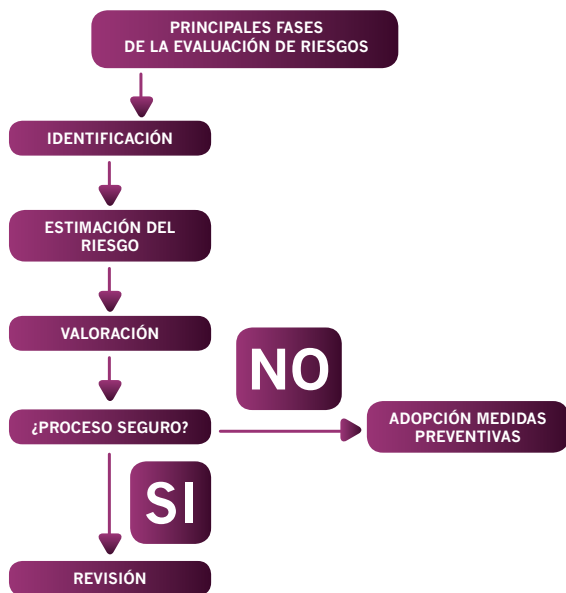 PRINCIPALES FASES
DE LA EVALUACIÓN DE RIESGOS
IDENTIFICACIÓN
ESTIMACIÓN DEL
RIESGO
VALORACIÓN
NO
¿PROCESO SEGURO?
ADOPCIÓN MEDIDAS
PREVENTIVAS
SI
REVISIÓN